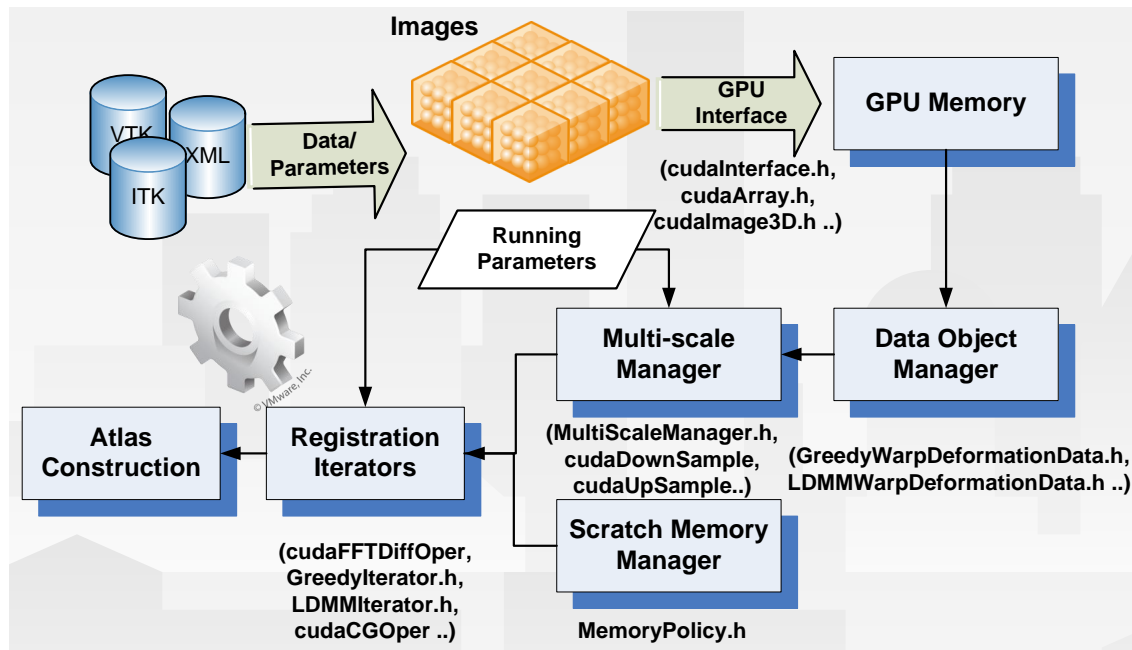 Images
VTK
XML
ITK
Data/
Parameters
GPU
Interface
GPU Memory
(cudaInterface.h,
cudaArray.h,
cudaImage3D.h ..)
Running
Parameters
© VMware, Inc.
Multi-scale
Manager
Data Object
Manager
Atlas
Construction
Registration
Iterators
(MultiScaleManager.h,
cudaDownSample,
cudaUpSample..)
(GreedyWarpDeformationData.h,
LDMMWarpDeformationData.h ..)
Scratch Memory
Manager
(cudaFFTDiffOper,
GreedyIterator.h,
LDMMIterator.h,
cudaCGOper ..)
MemoryPolicy.h